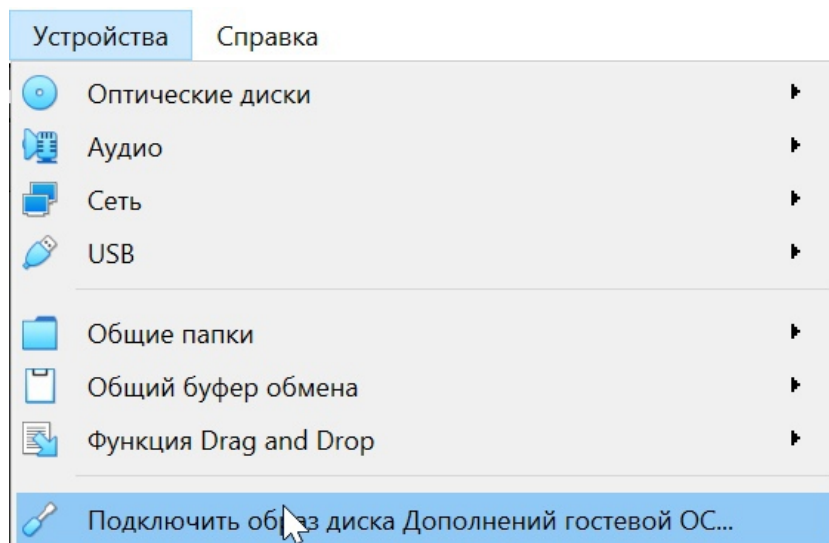 Устройства Справка
Оптические диски
Аудио
Сеть
USB
Общие папки
Общий буфер обмена
Функция Drag and Drop
Подключить образ диска Дополнений гостевой ОС...